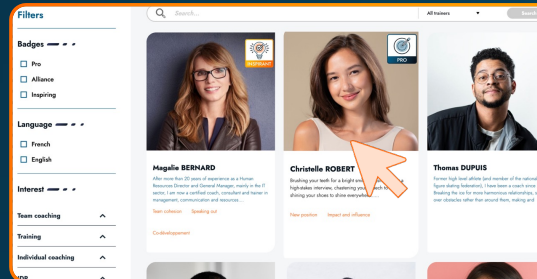 Filters
Search...
All trainers
Search
Badges
Pro
Alliance
Inspiring
Language
French
English
Interest
Team coaching
Training
Individual coaching
INSPIRANT
Magalie BERNARD
After more than 20 years of experience as a Human
Resources Director and General Manager, mainly in the IT
sector, I am now a certified coach, consultant and trainer in
management, communication and resources...
Team cohesion Speaking out
Co-développement
PRO
Christelle ROBERT
Brushing your teeth for a bright
high-stakes interview, chastening your
shining your shoes to shine everywhere
New position Impact and influence
Thomas DUPUIS
Former high level athlete (and member of the national
figure skating federation), I have been a coach since
Breaking the ice for more harmonious relationships,
over obstacles rather than around them, making and